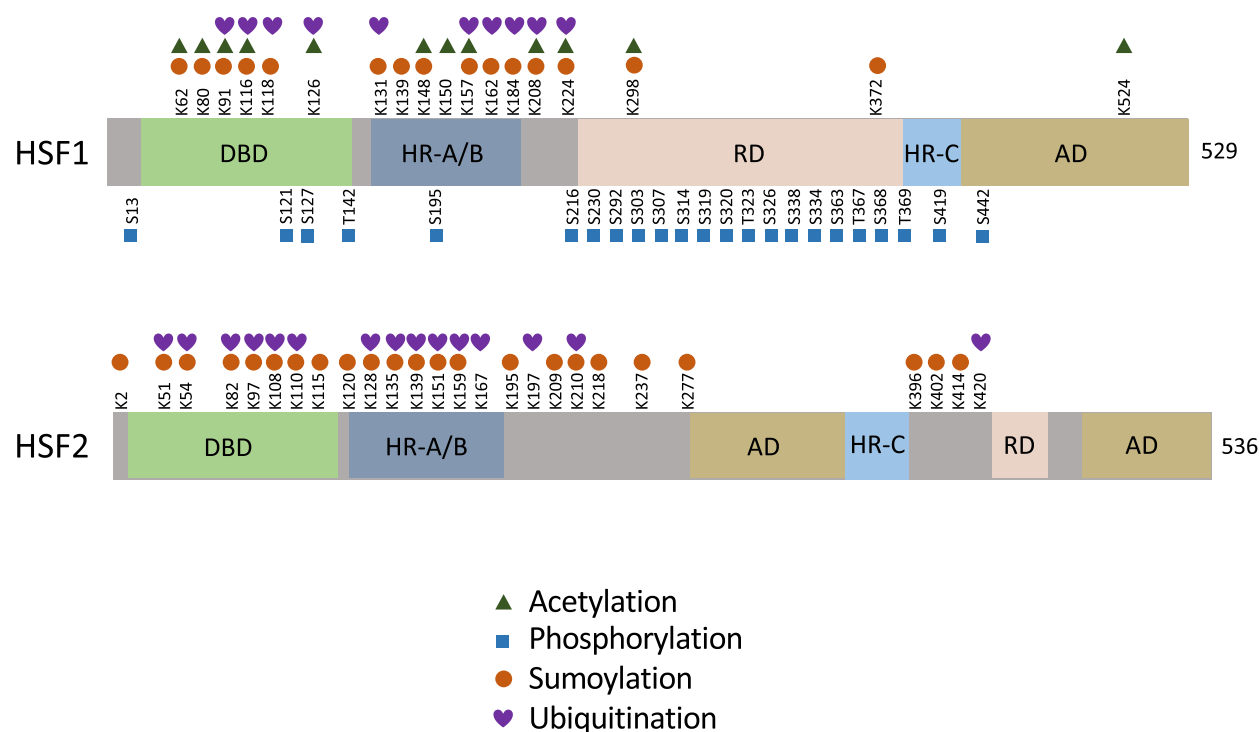 K62 K80 K91 K116 K118 K126 K131 K139 K148 K150 K157 K162 K184 K208 K224 K298 K372 K524
HSF1 DBD HR-A/B RD HR-C AD 529
S13 S121 S127 T142 S195 S216 S230 S292 S303 S307 S314 S319 S320 T323 S326 S338 S334 S363 T367 S368 T369 S419 S442
K2 K51 K54 K82 K97 K108 K110 K115 K120 K128 K135 K139 K151 K159 K167 K195 K197 K209 K210 K218 K237 K277 K396 K402 K414 K420
HSF2 DBD HR-A/B AD HR-C RD AD 536
Acetylation
Phosphorylation
Sumoylation
Ubiquitination